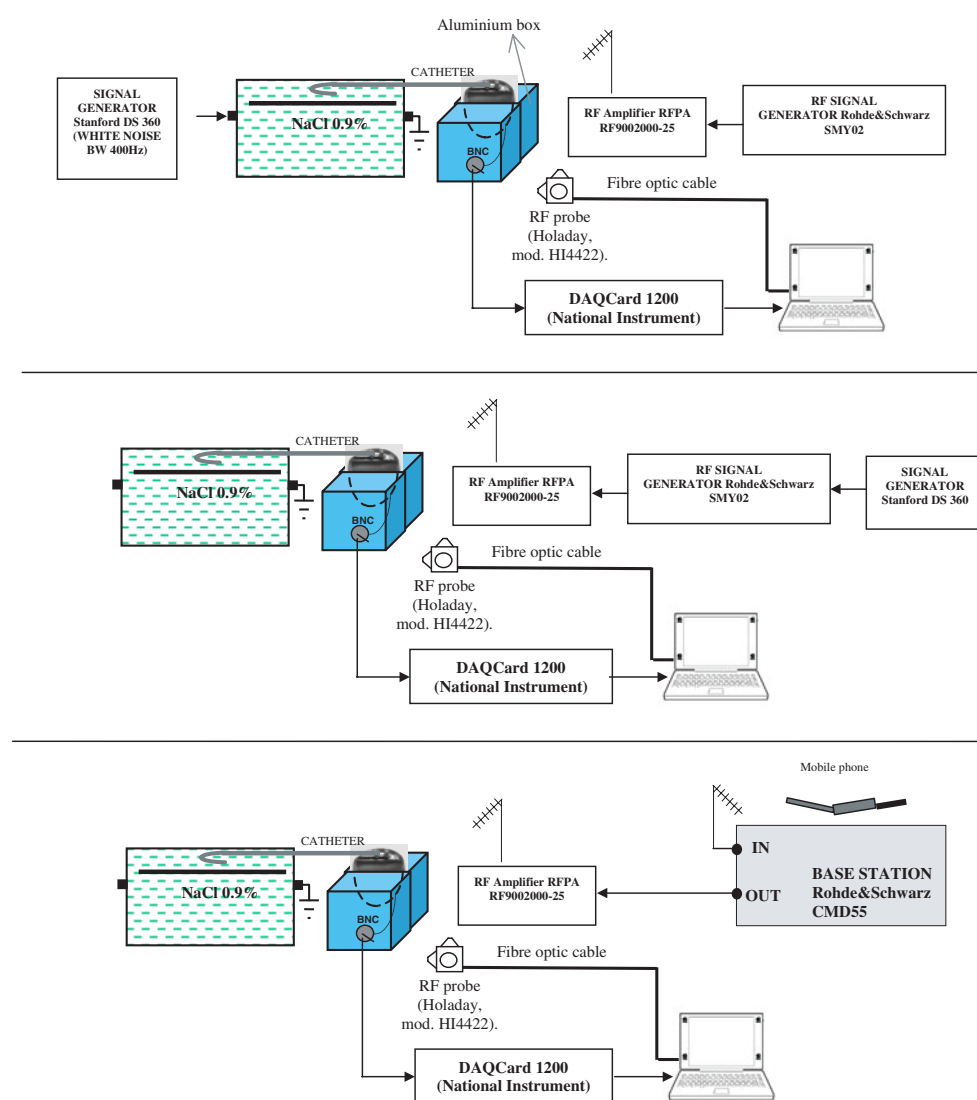 Aluminium box
CATHETER
SIGNAL
GENERATOR
Stanford DS 360
(WHITE NOISE
BW 400Hz)
NaCl 0.9%
BNC
RF Amplifier RFPA
RF9002000-25
RF SIGNAL
GENERATOR Rohde&Schwarz
SMY02
Fibre optic cable
RF probe
(Holaday,
mod. HI4422).
DAQCard 1200
(National Instrument)
CATHETER
NaCl 0.9%
BNC
RF Amplifier RFPA
RF9002000-25
RF SIGNAL
GENERATOR Rohde&Schwarz
SMY02
SIGNAL
GENERATOR
Stanford DS 360
Fibre optic cable
RF probe
(Holaday,
mod. HI4422).
DAQCard 1200
(National Instrument)
Mobile phone
CATHETER
NaCl 0.9%
BNC
RF Amplifier RFPA
RF9002000-25
IN
OUT
BASE STATION
Rohde&Schwarz
CMD55
Fibre optic cable
RF probe
(Holaday,
mod. HI4422).
DAQCard 1200
(National Instrument)